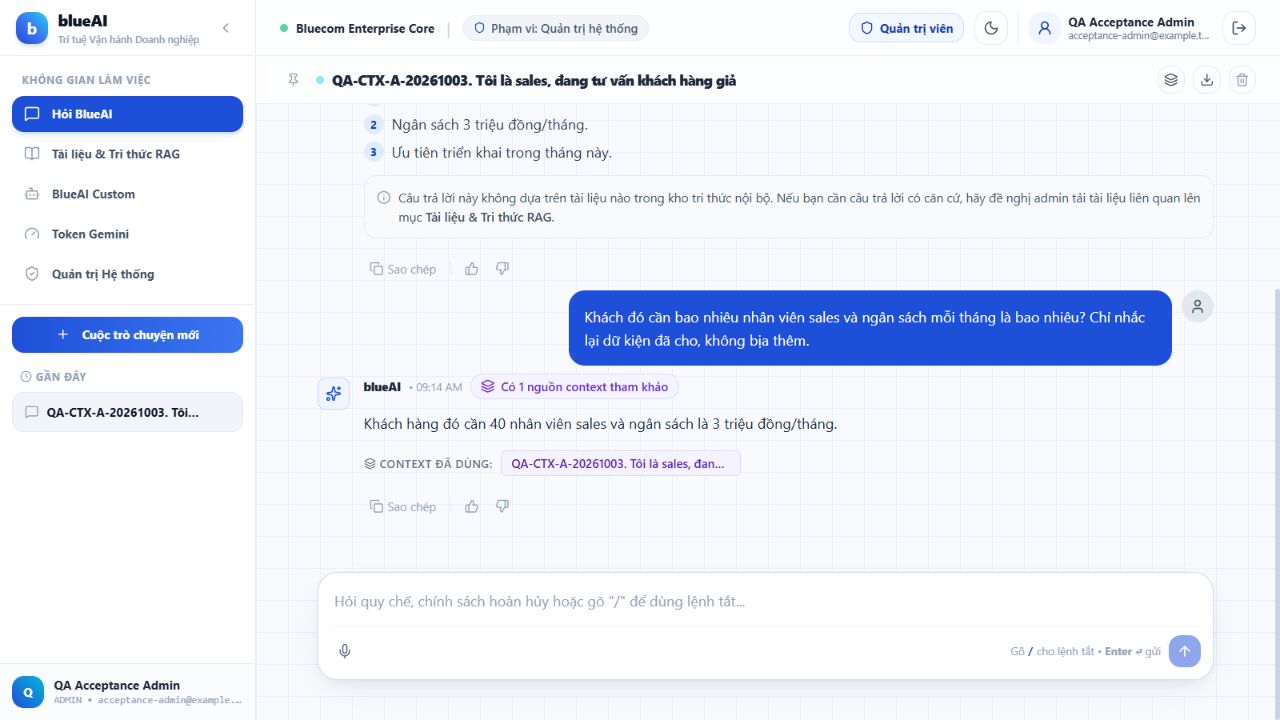 b
blueAI
Trí tuệ Vận hành Doanh nghiệp
KHÔNG GIAN LÀM VIỆC
Hỏi BlueAI
Tài liệu & Tri thức RAG
BlueAI Custom
Token Gemini
Quản trị Hệ thống
Cuộc trò chuyện mới
GẦN ĐÂY
QA-CTX-A-20261003. Tôi...
Q
QA Acceptance Admin
ADMIN • acceptance-admin@example....
Bluecom Enterprise Core
Phạm vi: Quản trị hệ thống
Quản trị viên
QA Acceptance Admin
acceptance-admin@example.t...
QA-CTX-A-20261003. Tôi là sales, đang tư vấn khách hàng giả
2 Ngân sách 3 triệu đồng/tháng.
3 Ưu tiên triển khai trong tháng này.
Câu trả lời này không dựa trên tài liệu nào trong kho tri thức nội bộ. Nếu bạn cần câu trả lời có căn cứ, hãy đề nghị admin tải tài liệu liên quan lên
mục Tài liệu & Tri thức RAG.
Sao chép
Khách đó cần bao nhiêu nhân viên sales và ngân sách mỗi tháng là bao nhiêu? Chỉ nhắc
lại dữ kiện đã cho, không bịa thêm.
blueAI • 09:14 AM Có 1 nguồn context tham khảo
Khách hàng đó cần 40 nhân viên sales và ngân sách là 3 triệu đồng/tháng.
CONTEXT ĐÃ DÙNG: QA-CTX-A-20261003. Tôi là sales, đan...
Sao chép
Hỏi quy chế, chính sách hoàn hủy hoặc gõ "/" để dùng lệnh tắt...
Gõ / cho lệnh tắt • Enter ↵ gửi